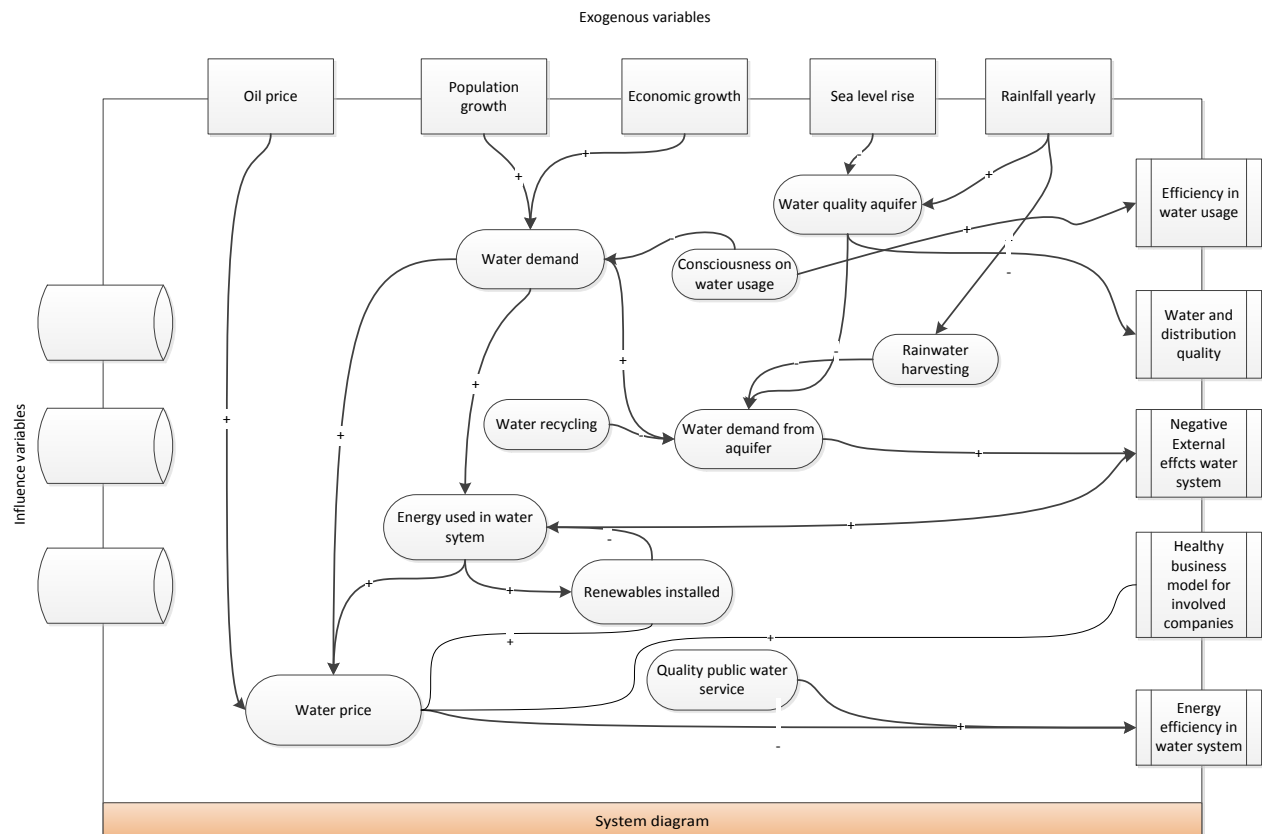 Exogenous variables
Oil price
Population
growth
Economic growth
Sea level rise
Rainlfall yearly
Efficiency in
water usage
Water quality aquifer
Water demand
Consciousness on
water usage
Water and
distribution
quality
Rainwater
harvesting
Water recycling
Water demand from
aquifer
Negative
External
effcts water
system
Influence variables
Energy used in water
sytem
Renewables installed
Healthy
business
model for
involved
companies
Quality public water
service
Water price
Energy
efficiency in
water system
System diagram
+
+
+
-
+
-
+
-
-
+
-
-
+
+
+
-
+
+
-
+
+
+
+
+
-